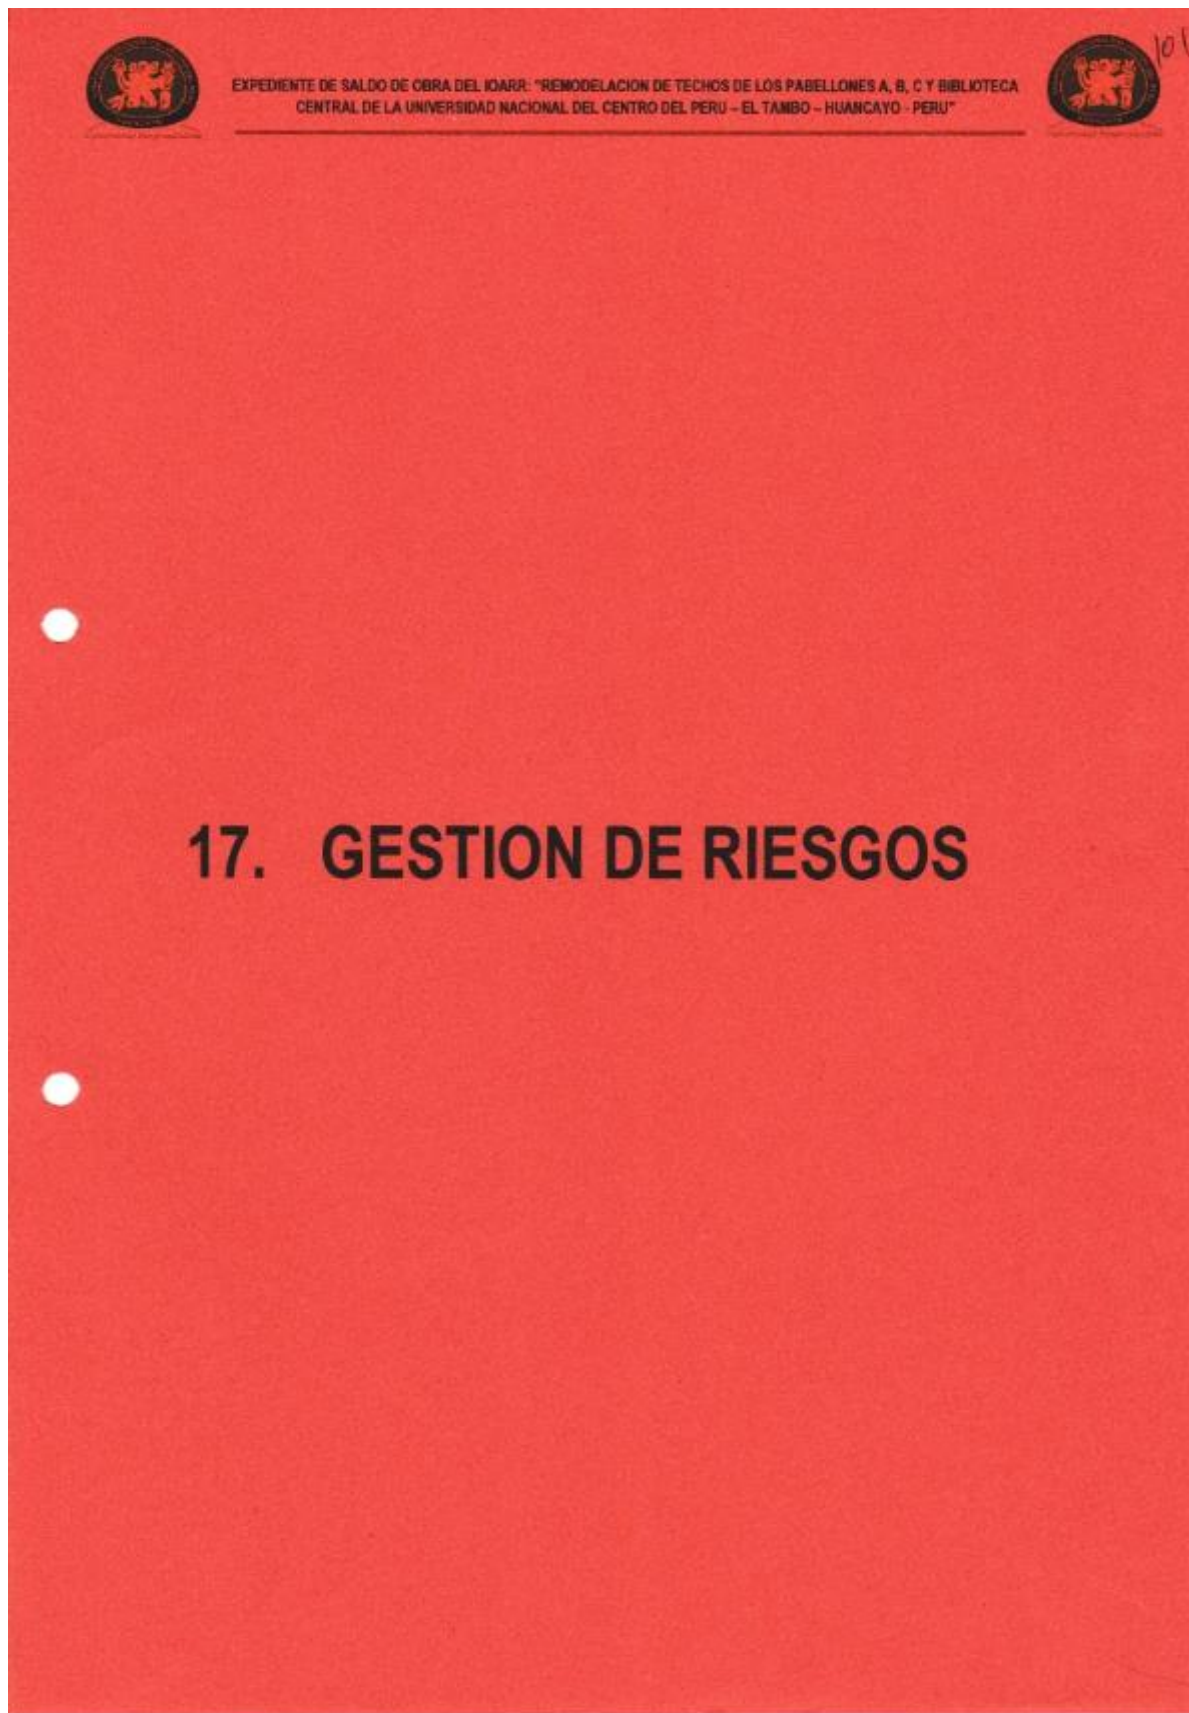 EXPEDIENTE DE SALDO DE OBRA DEL IOARR: "REMODELACION DE TECHOS DE LOS PABELLONES A, B, C Y BIBLIOTECA
CENTRAL DE LA UNIVERSIDAD NACIONAL DEL CENTRO DEL PERU – EL TAMBO – HUANCAYO - PERU"
17. GESTION DE RIESGOS